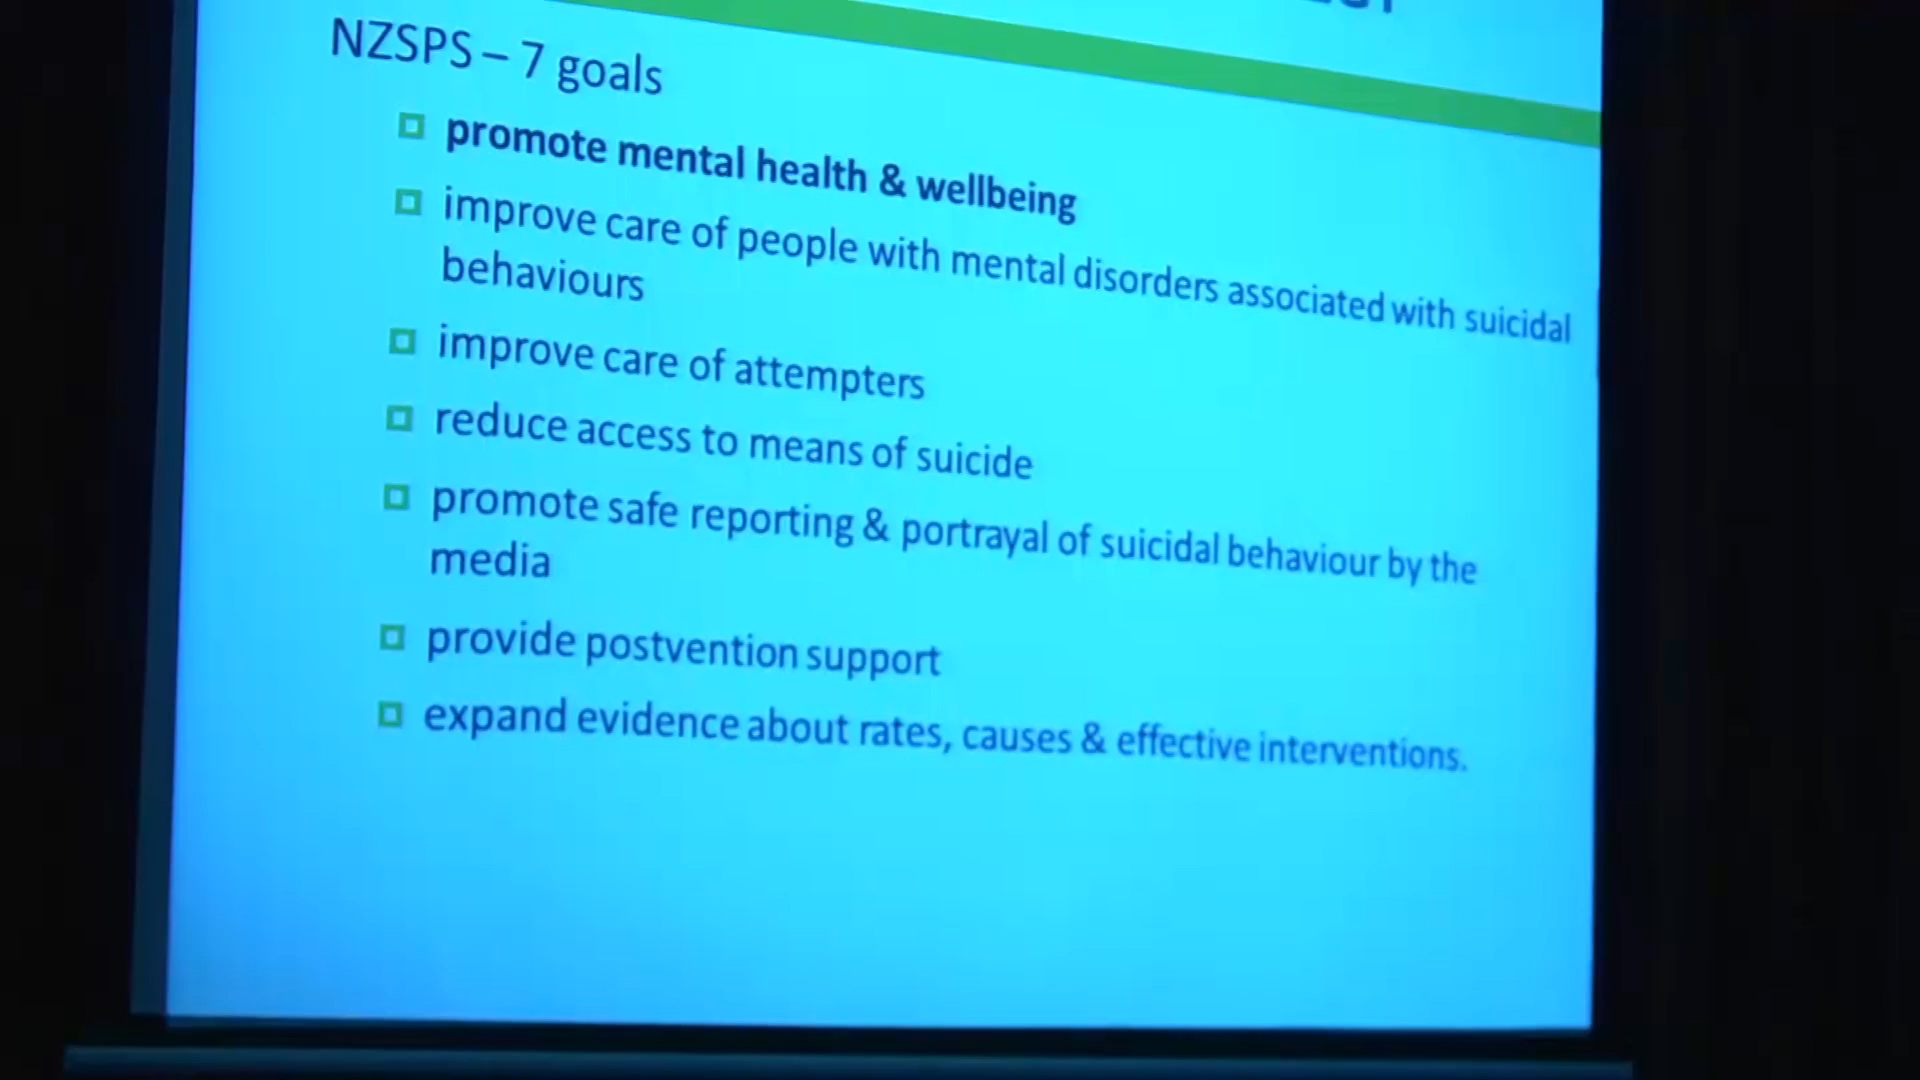 NZSPS – 7 goals
promote mental health & wellbeing
improve care of people with mental disorders associated with suicidal
behaviours
improve care of attempters
reduce access to means of suicide
promote safe reporting & portrayal of suicidal behaviour by the
media
provide postvention support
expand evidence about rates, causes & effective interventions.